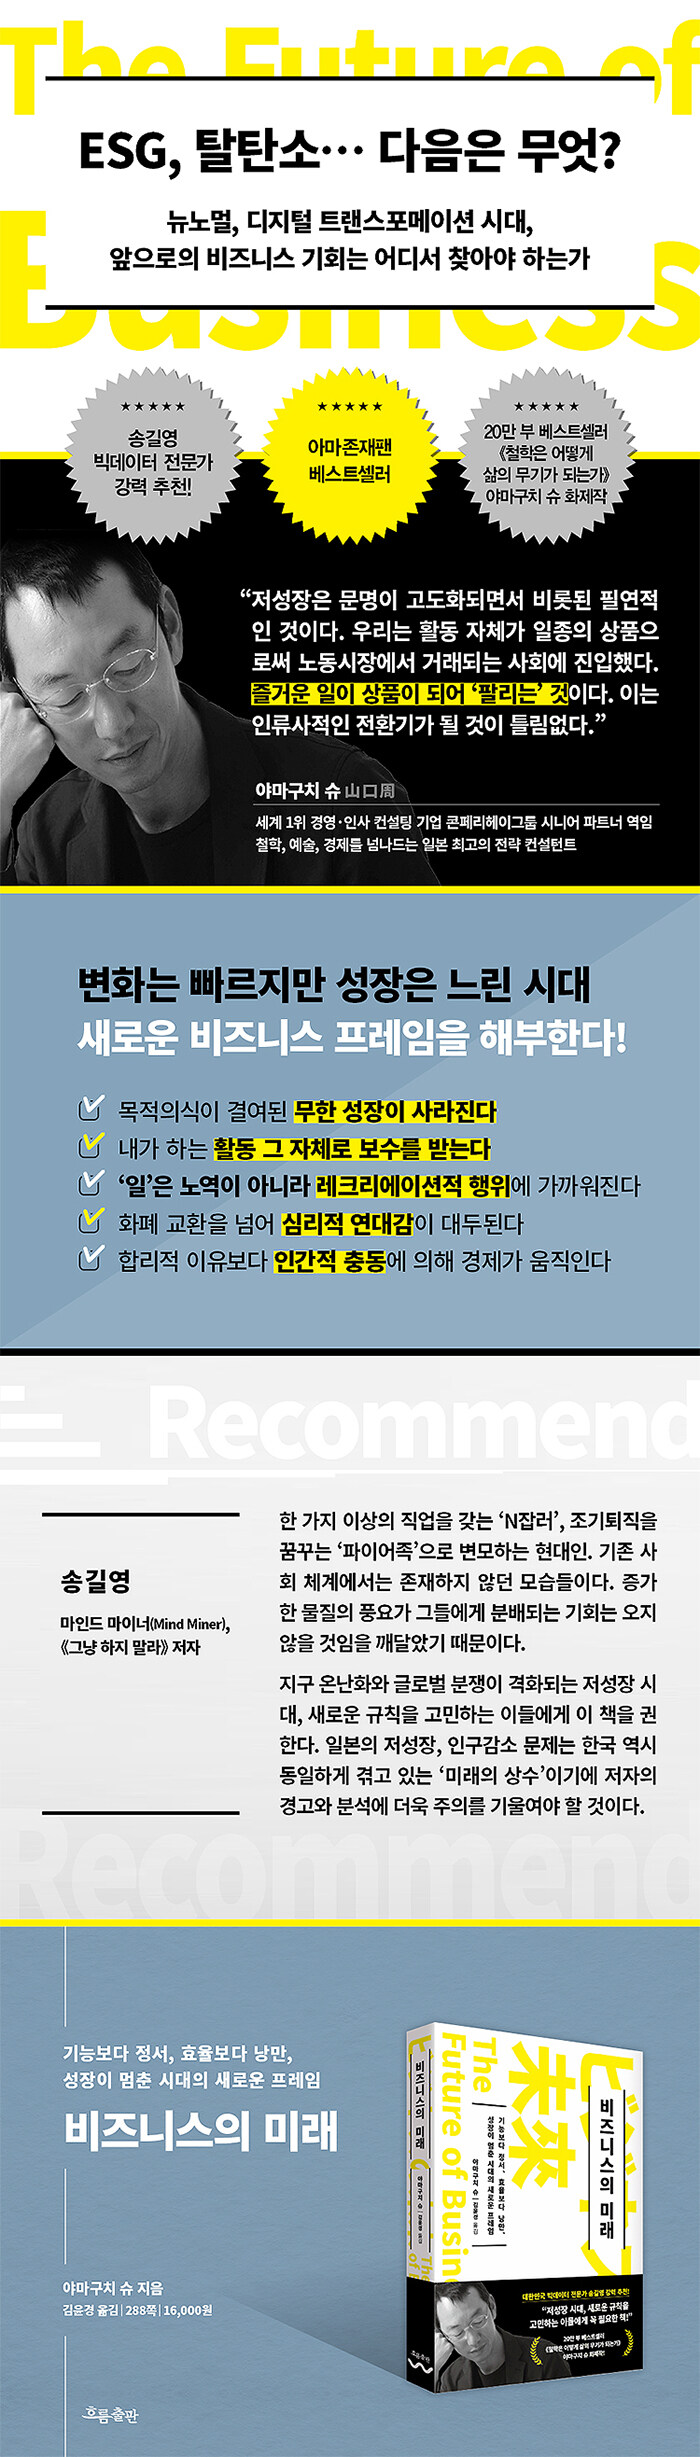 The Future of
Business
ESG, 탈탄소… 다음은 무엇?
뉴노멀, 디지털 트랜스포메이션 시대,
앞으로의 비즈니스 기회는 어디서 찾아야 하는가
★★★★★
송길영
빅데이터 전문가
강력 추천!
★★★★★
아마존재팬
베스트셀러
★★★★★
20만 부 베스트셀러
《철학은 어떻게
삶의 무기가 되는가》
야마구치 슈 화제작
“저성장은 문명이 고도화되면서 비롯된 필연적
인 것이다. 우리는 활동 자체가 일종의 상품으
로써 노동시장에서 거래되는 사회에 진입했다.
즐거운 일이 상품이 되어 ‘팔리는’ 것이다. 이는
인류사적인 전환기가 될 것이 틀림없다.”
야마구치 슈 山口周
세계 1위 경영·인사 컨설팅 기업 콘페리헤이그룹 시니어 파트너 역임
철학, 예술, 경제를 넘나드는 일본 최고의 전략 컨설턴트
변화는 빠르지만 성장은 느린 시대
새로운 비즈니스 프레임을 해부한다!
목적의식이 결여된 무한 성장이 사라진다
내가 하는 활동 그 자체로 보수를 받는다
‘일’은 노역이 아니라 레크리에이션적 행위에 가까워진다
화폐 교환을 넘어 심리적 연대감이 대두된다
합리적 이유보다 인간적 충동에 의해 경제가 움직인다
Recommend
송길영
마인드 마이너(Mind Miner),
《그냥 하지 말라》 저자
한 가지 이상의 직업을 갖는 ‘N잡러’, 조기퇴직을
꿈꾸는 ‘파이어족’으로 변모하는 현대인. 기존 사
회 체계에서는 존재하지 않던 모습들이다. 증가
한 물질의 풍요가 그들에게 분배되는 기회는 오지
않을 것임을 깨달았기 때문이다.
지구 온난화와 글로벌 분쟁이 격화되는 저성장 시
대, 새로운 규칙을 고민하는 이들에게 이 책을 권
한다. 일본의 저성장, 인구감소 문제는 한국 역시
동일하게 겪고 있는 ‘미래의 상수’이기에 저자의
경고와 분석에 더욱 주의를 기울여야 할 것이다.
Recommend
기능보다 정서, 효율보다 낭만,
성장이 멈춘 시대의 새로운 프레임
비즈니스의 미래
야마구치 슈 지음
김윤경 옮김|288쪽|16,000원
흐름출판
비즈니스의 미래
야마구치 슈|김윤경 옮김
The
Future of Busin
기능보다 정서, 효율보다 낭만,
성장이 멈춘 시대의 새로운 프레임
야마구치 슈|김윤경 옮김
未来
비즈니스의 미래
대한민국 빅데이터 전문가 송길영 강력 추천!
“저성장 시대, 새로운 규칙을
고민하는 이들에게 꼭 필요한 책!”
20만 부 베스트셀러
《철학은 어떻게 삶의 무기가 되는가》
야마구치 슈 화제작!
흐름출판